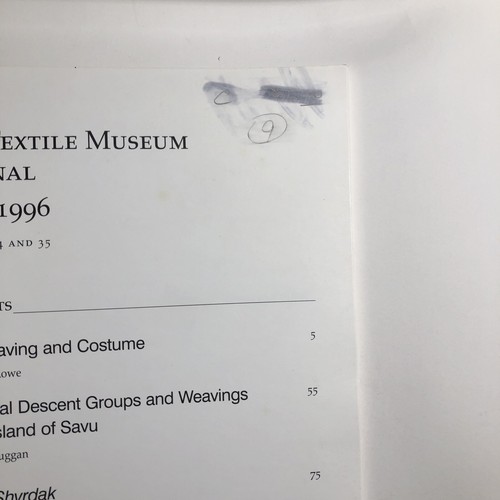 9
EXTILE MUSEUM
NAL
1996
4 AND 35
TS
aving and Costume 5
owe
al Descent Groups and Weavings 55
sland of Savu
uggan
75
Shyrdak